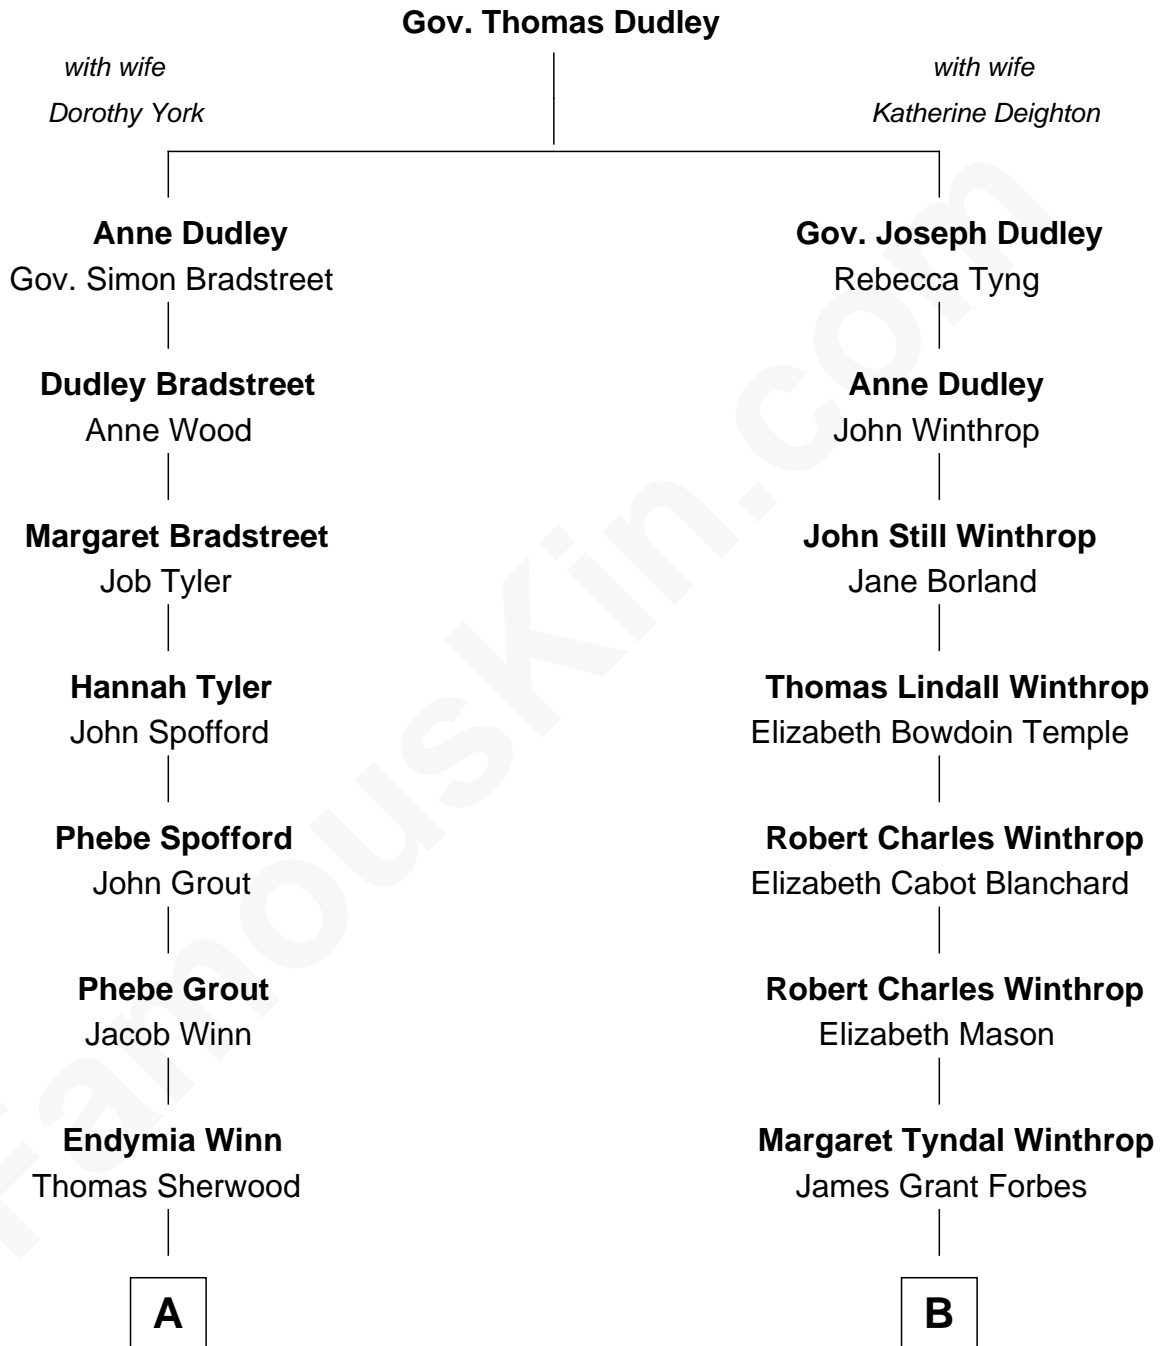 Gov. Thomas Dudley
with wife
Dorothy York
with wife
Katherine Deighton
Anne Dudley
Gov. Simon Bradstreet
Gov. Joseph Dudley
Rebecca Tyng
Dudley Bradstreet
Anne Wood
Anne Dudley
John Winthrop
Margaret Bradstreet
Job Tyler
John Still Winthrop
Jane Borland
Hannah Tyler
John Spofford
Thomas Lindall Winthrop
Elizabeth Bowdoin Temple
Phebe Spofford
John Grout
Robert Charles Winthrop
Elizabeth Cabot Blanchard
Phebe Grout
Jacob Winn
Robert Charles Winthrop
Elizabeth Mason
Endymia Winn
Thomas Sherwood
Margaret Tyndal Winthrop
James Grant Forbes
A
B
FamousKin.com